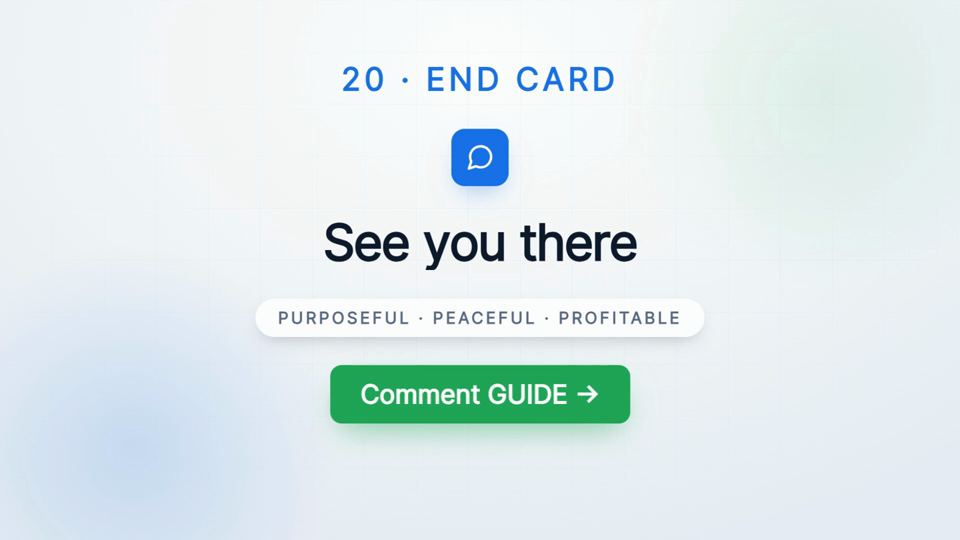 20 · END CARD
See you there
PURPOSEFUL · PEACEFUL · PROFITABLE
Comment GUIDE →